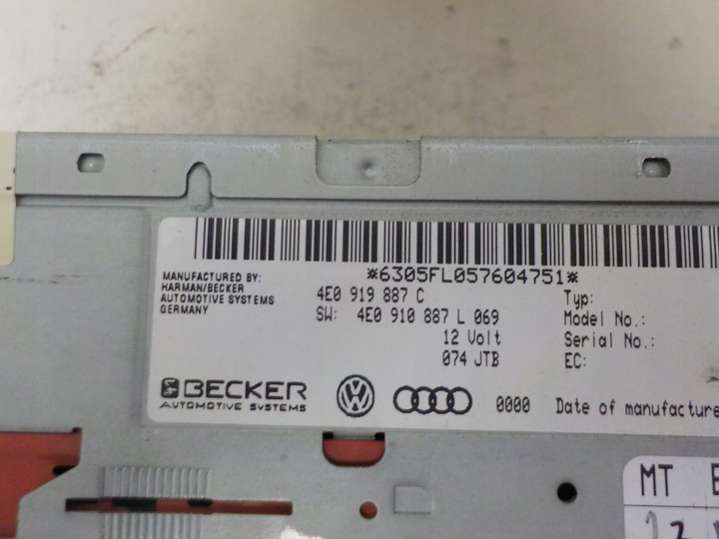 *6305FL057604751*
MANUFACTURED BY:
HARMAN/BECKER
AUTOMOTIVE SYSTEMS
GERMANY
4E0 919 887 C
SW: 4E0 910 887 L 069
12 Volt
074 JTB
Typ:
Model No.:
Serial No.:
EC:
BECKER
AUTOMOTIVE SYSTEMS
0000
Date of manufacture
MT